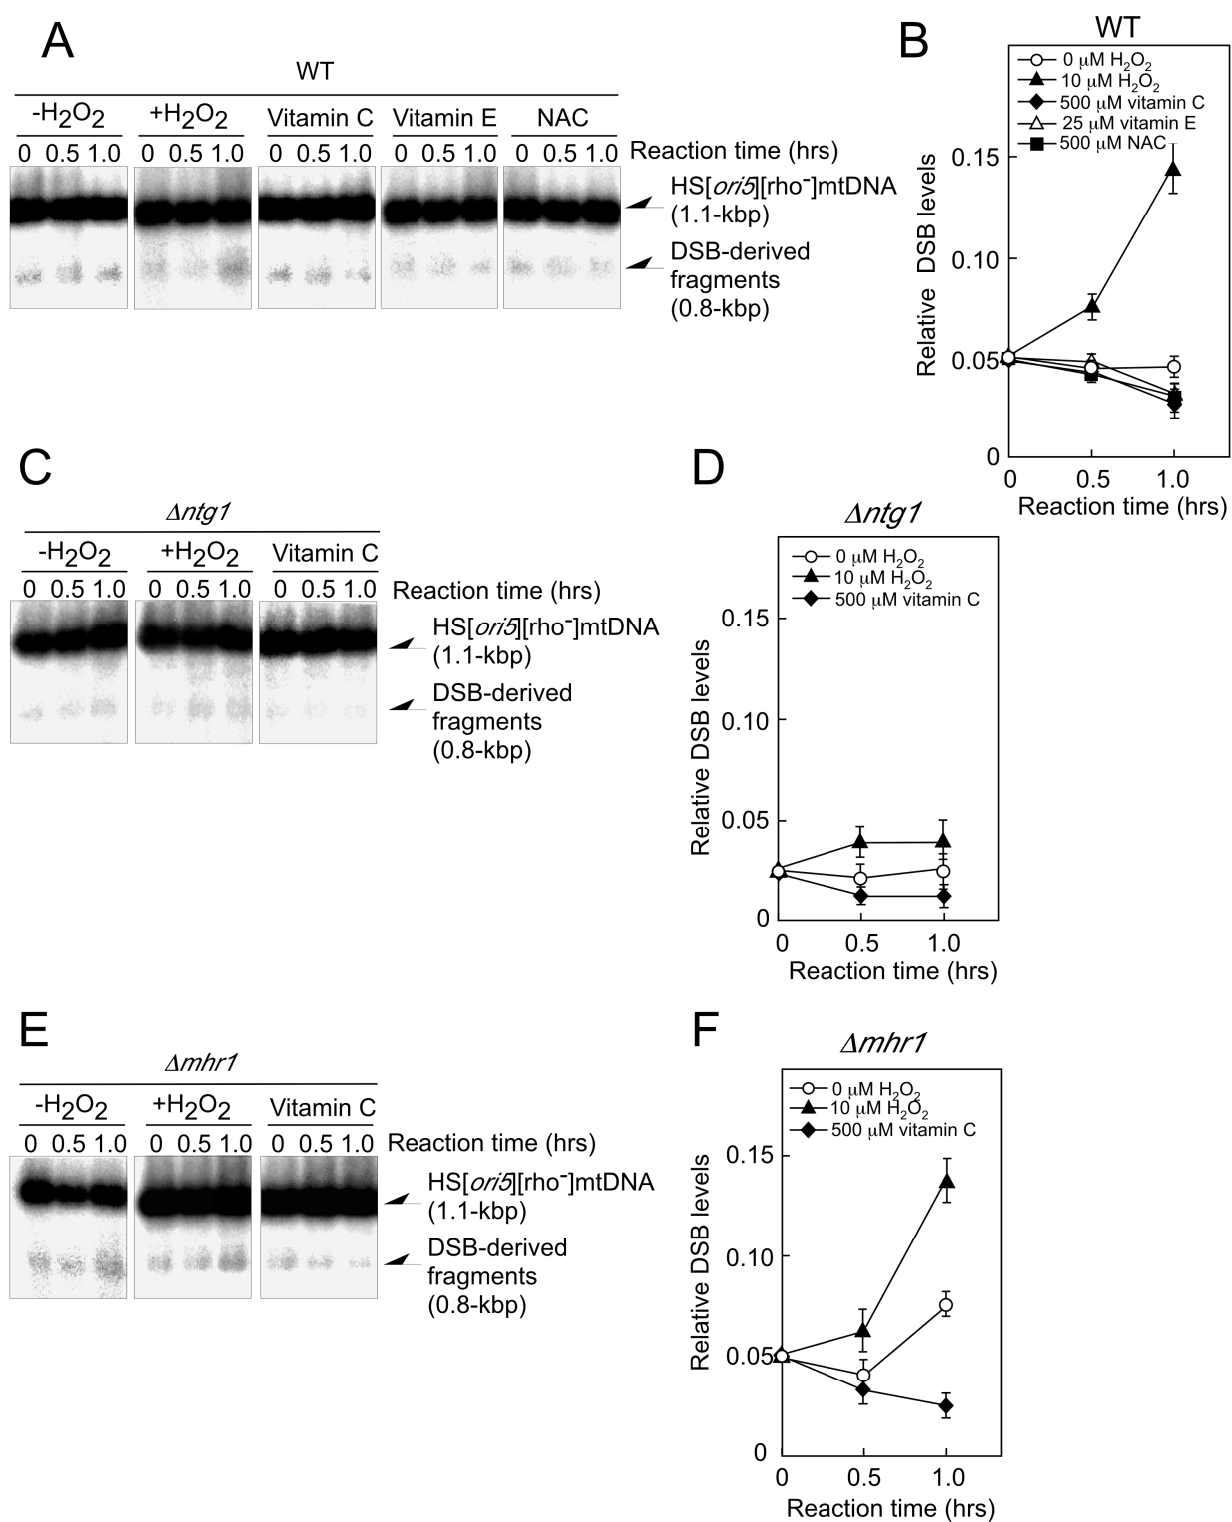 A
WT
-H2O2 +H2O2 Vitamin C Vitamin E NAC
0 0.5 1.0 0 0.5 1.0 0 0.5 1.0 0 0.5 1.0 0 0.5 1.0 Reaction time (hrs)
HS[ori5][rho⁻]mtDNA
(1.1-kbp)
DSB-derived
fragments
(0.8-kbp)
B
WT
0 μM H2O2
10 μM H2O2
500 μM vitamin C
25 μM vitamin E
500 μM NAC
Relative DSB levels
0.15
0.10
0.05
0
0 0.5 1.0
Reaction time (hrs)
C
Δntg1
-H2O2 +H2O2 Vitamin C
0 0.5 1.0 0 0.5 1.0 0 0.5 1.0 Reaction time (hrs)
HS[ori5][rho⁻]mtDNA
(1.1-kbp)
DSB-derived
fragments
(0.8-kbp)
D
Δntg1
0 μM H2O2
10 μM H2O2
500 μM vitamin C
Relative DSB levels
0.15
0.10
0.05
0
0 0.5 1.0
Reaction time (hrs)
E
Δmhr1
-H2O2 +H2O2 Vitamin C
0 0.5 1.0 0 0.5 1.0 0 0.5 1.0 Reaction time (hrs)
HS[ori5][rho⁻]mtDNA
(1.1-kbp)
DSB-derived
fragments
(0.8-kbp)
F
Δmhr1
0 μM H2O2
10 μM H2O2
500 μM vitamin C
Relative DSB levels
0.15
0.10
0.05
0
0 0.5 1.0
Reaction time (hrs)